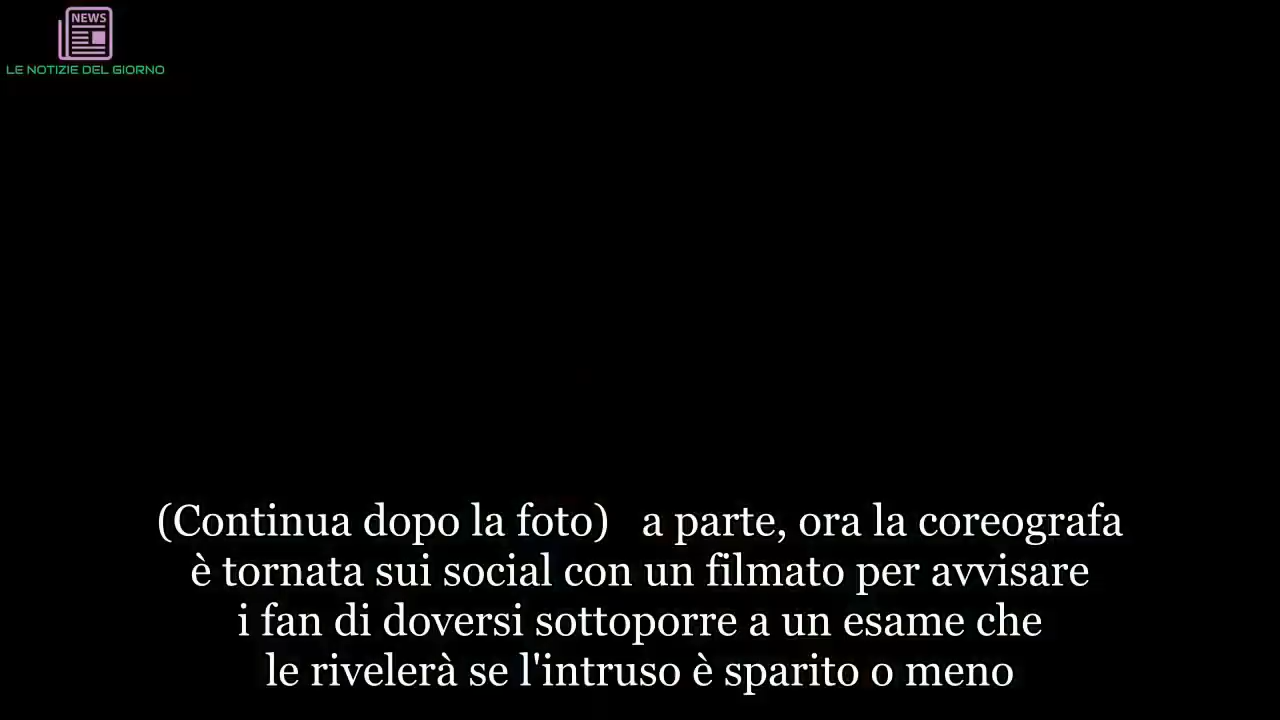 NEWS
LE NOTIZIE DEL GIORNO
(Continua dopo la foto)   a parte, ora la coreografa
è tornata sui social con un filmato per avvisare
i fan di doversi sottoporre a un esame che
le rivelerà se l'intruso è sparito o meno